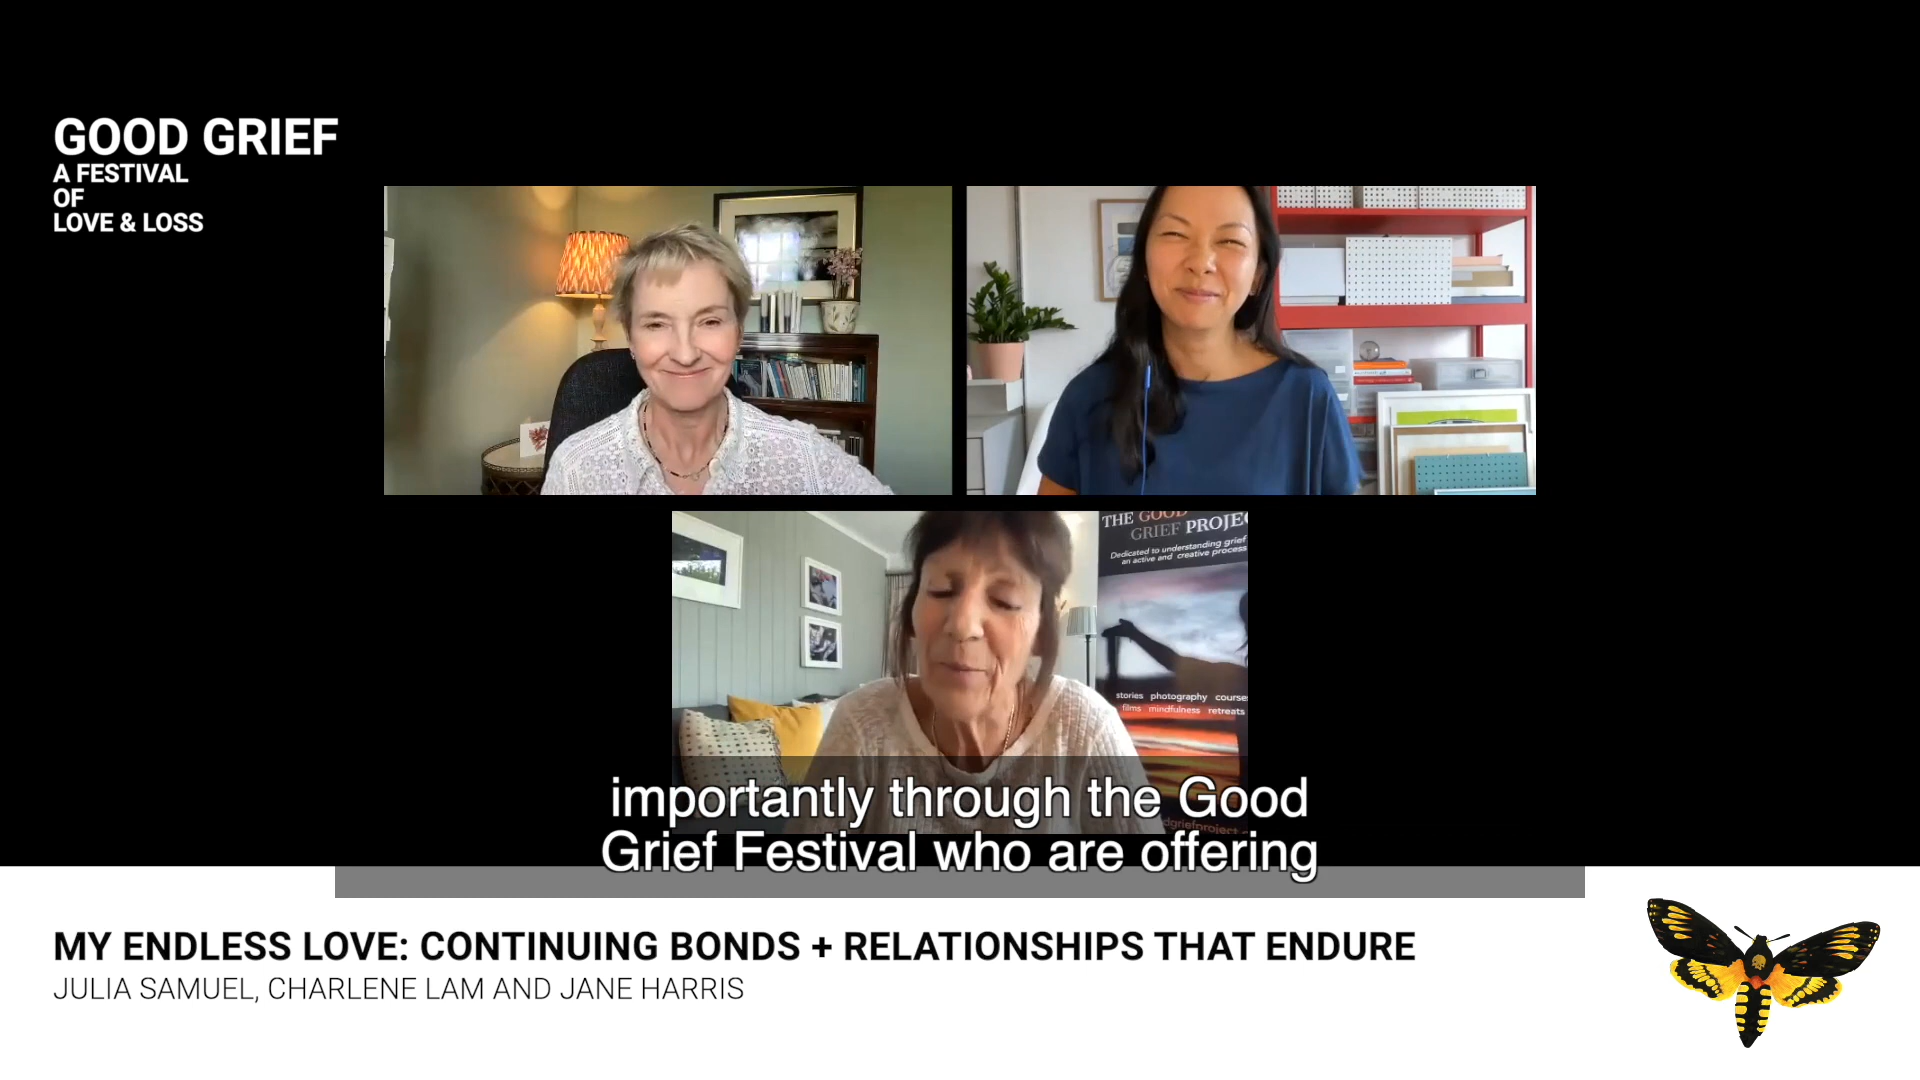 GOOD GRIEF
A FESTIVAL
OF
LOVE & LOSS
THE GOOD
GRIEF PROJEC
Dedicated to understanding grief
an active and creative process
stories photography course
films mindfulness retreats
importantly through the Good
Grief Festival who are offering
MY ENDLESS LOVE: CONTINUING BONDS + RELATIONSHIPS THAT ENDURE
JULIA SAMUEL, CHARLENE LAM AND JANE HARRIS